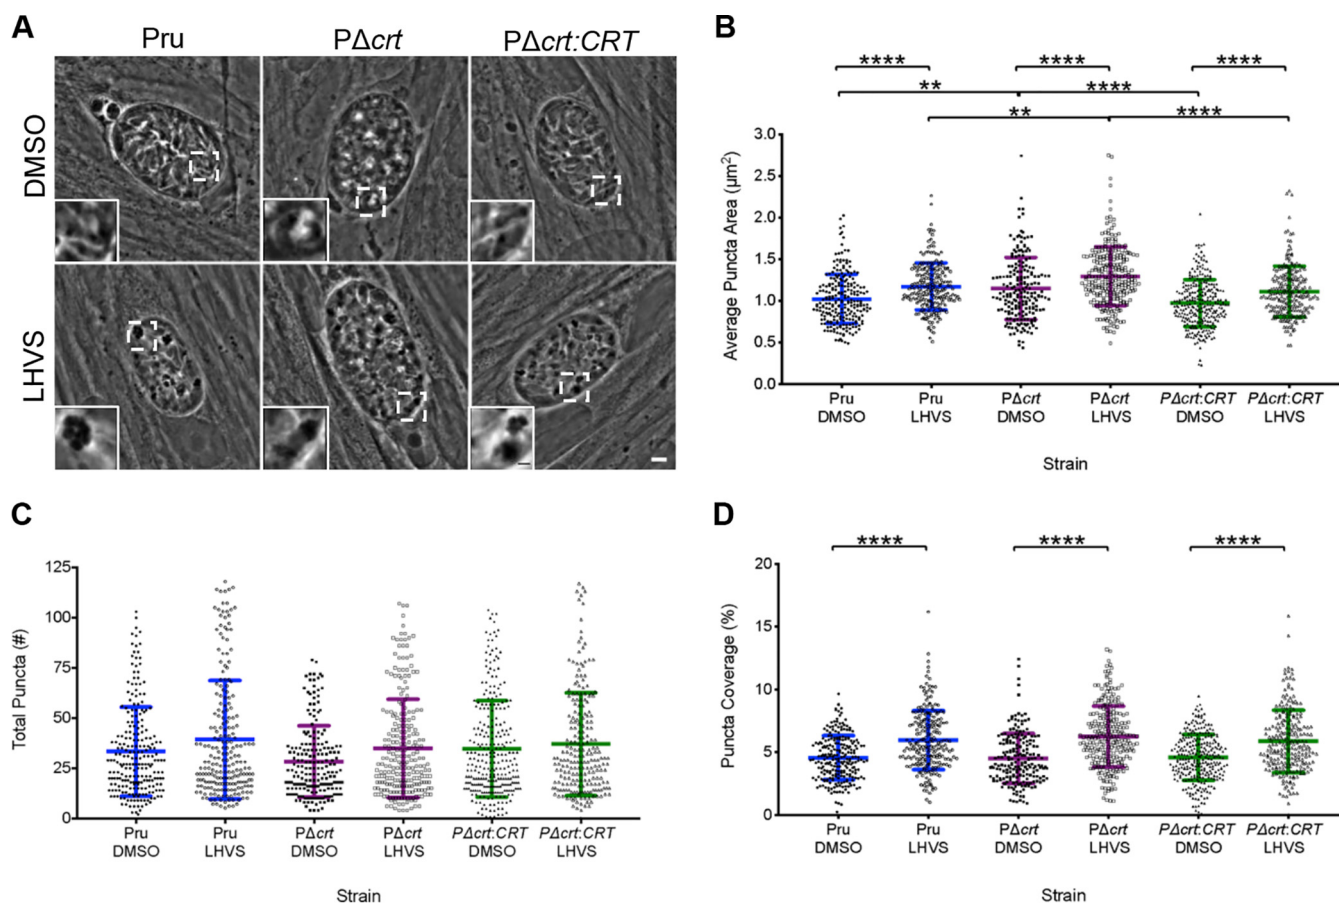 A
Pru
PΔcrt
PΔcrt:CRT
DMSO
LHVS
B
****
****
****
**
****
**
****
Average Puncta Area (µm²)
3.0
2.5
2.0
1.5
1.0
0.5
0.0
Pru
DMSO
Pru
LHVS
PΔcrt
DMSO
PΔcrt
LHVS
PΔcrt:CRT
DMSO
PΔcrt:CRT
LHVS
Strain
C
Total Puncta (#)
125
100
75
50
25
0
Pru
DMSO
Pru
LHVS
PΔcrt
DMSO
PΔcrt
LHVS
PΔcrt:CRT
DMSO
PΔcrt:CRT
LHVS
Strain
D
****
****
****
Puncta Coverage (%)
20
15
10
5
0
Pru
DMSO
Pru
LHVS
PΔcrt
DMSO
PΔcrt
LHVS
PΔcrt:CRT
DMSO
PΔcrt:CRT
LHVS
Strain